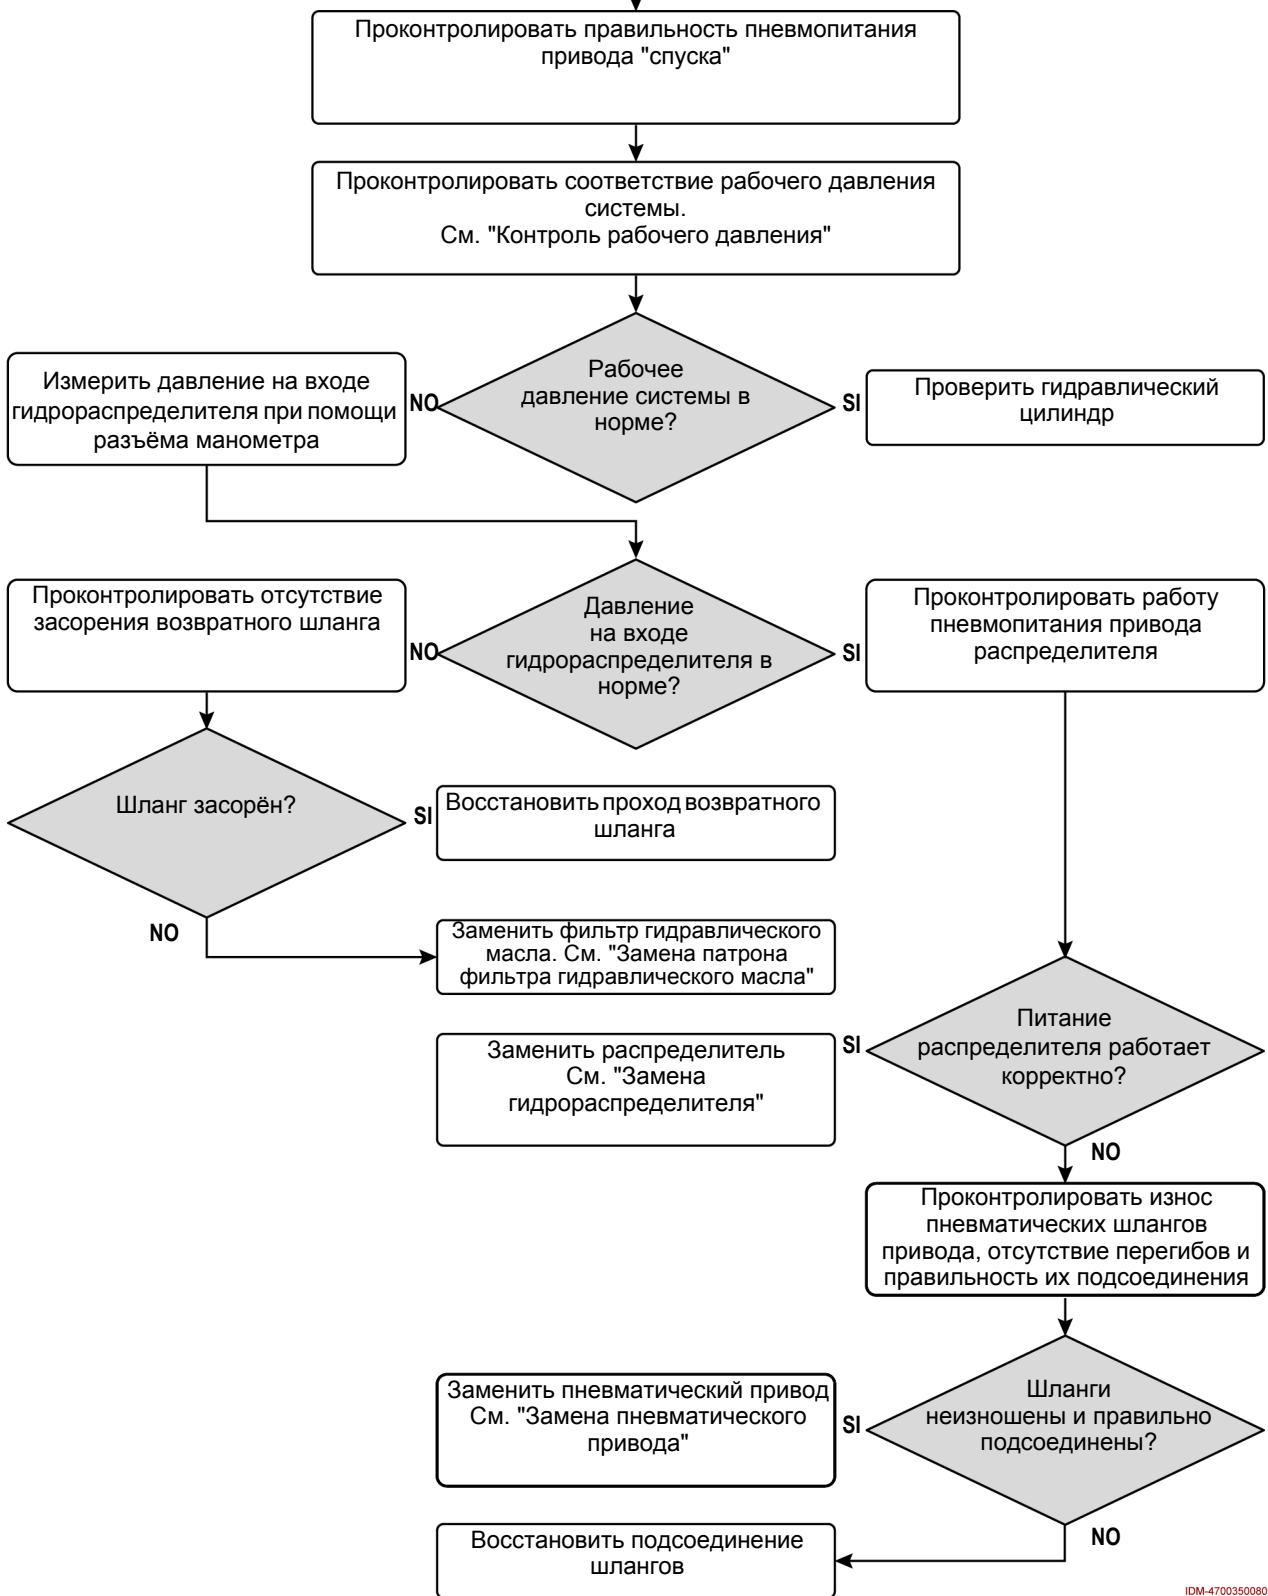 Проконтролировать правильность пневмопитания
привода "спуска"
Проконтролировать соответствие рабочего давления
системы.
См. "Контроль рабочего давления"
Рабочее
давление системы в
норме?
NO
SI
Измерить давление на входе
гидрораспределителя при помощи
разъёма манометра
Проверить гидравлический
цилиндр
Давление
на входе
гидрораспределителя в
норме?
NO
SI
Проконтролировать отсутствие
засорения возвратного шланга
Проконтролировать работу
пневмопитания привода
распределителя
Шланг засорён?
SI
Восстановить проход возвратного
шланга
NO
Заменить фильтр гидравлического
масла. См. "Замена патрона
фильтра гидравлического масла"
Питание
распределителя работает
корректно?
SI
Заменить распределитель
См. "Замена
гидрораспределителя"
NO
Проконтролировать износ
пневматических шлангов
привода, отсутствие перегибов и
правильность их подсоединения
Шланги
неизношены и правильно
подсоединены?
SI
Заменить пневматический привод
См. "Замена пневматического
привода"
NO
Восстановить подсоединение
шлангов
IDM-4700350080